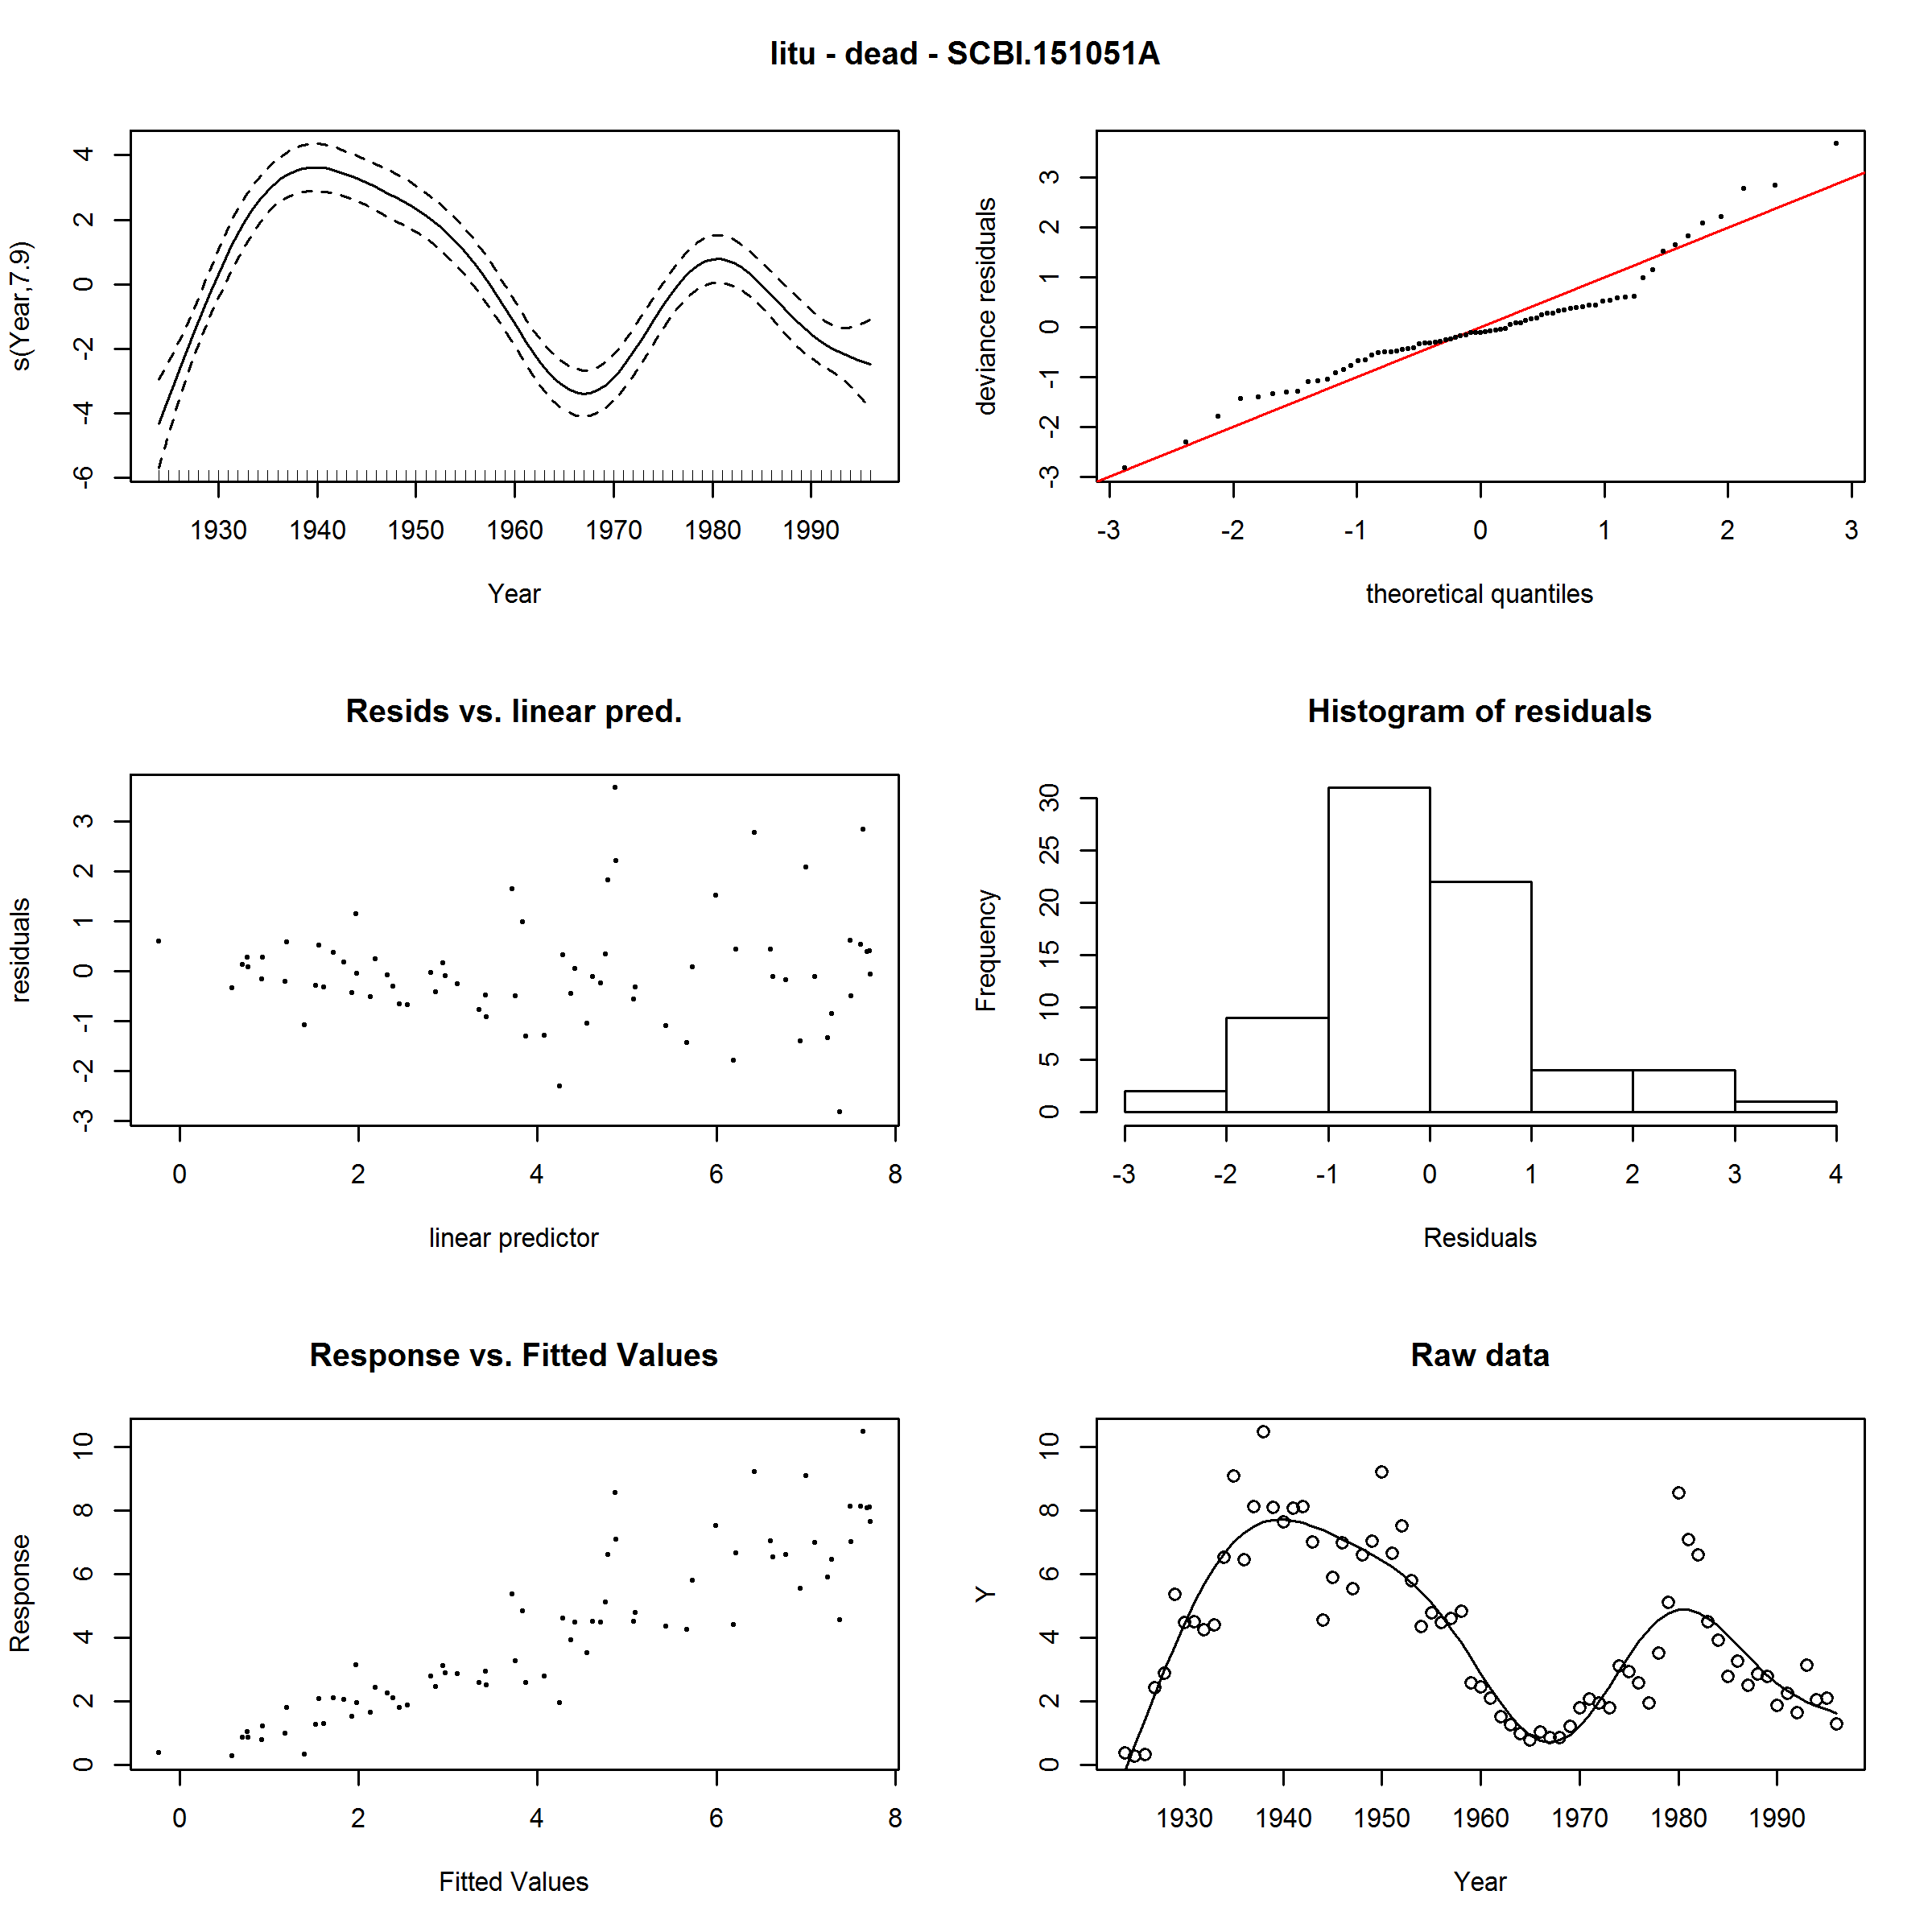 litu - dead - SCBI.151051A
s(Year,7.9)
4
2
0
-2
-4
-6
1930 1940 1950 1960 1970 1980 1990
Year
deviance residuals
3
2
1
0
-1
-2
-3
-3 -2 -1 0 1 2 3
theoretical quantiles
Resids vs. linear pred.
residuals
3
2
1
0
-1
-2
-3
0 2 4 6 8
linear predictor
Histogram of residuals
Frequency
30
25
20
15
10
5
0
-3 -2 -1 0 1 2 3 4
Residuals
Response vs. Fitted Values
Response
10
8
6
4
2
0
0 2 4 6 8
Fitted Values
Raw data
Y
10
8
6
4
2
0
1930 1940 1950 1960 1970 1980 1990
Year